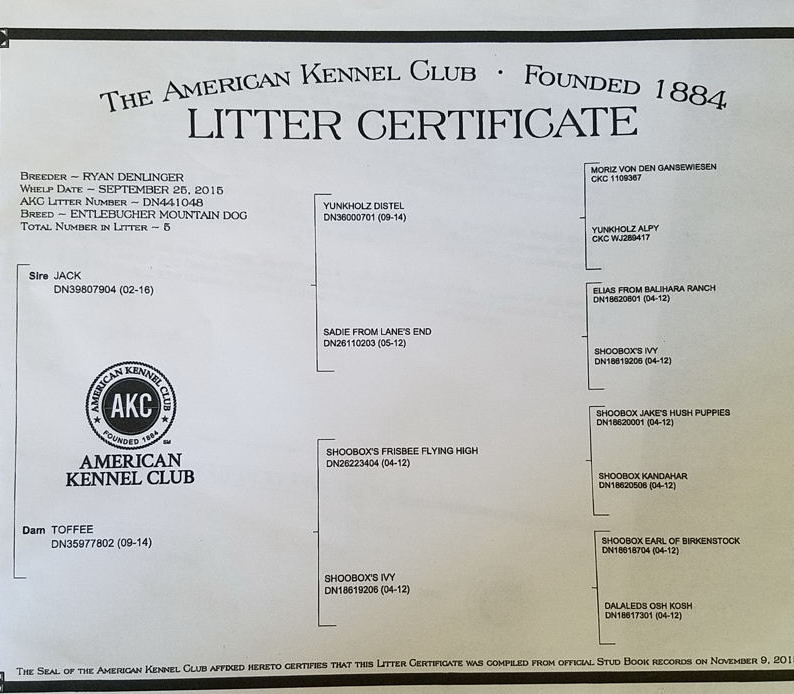 THE AMERICAN KENNEL CLUB · FOUNDED 1884
LITTER CERTIFICATE
BREEDER ~ RYAN DENLINGER
WHELP DATE ~ SEPTEMBER 25, 2015
AKC LITTER NUMBER ~ DN441048
BREED ~ ENTLEBUCHER MOUNTAIN DOG
TOTAL NUMBER IN LITTER ~ 5
Sire JACK
DN39807904 (02-16)
AMERICAN KENNEL CLUB
AKC
FOUNDED 1884
SM
AMERICAN
KENNEL CLUB
Dam TOFFEE
DN35977802 (09-14)
YUNKHOLZ DISTEL
DN36000701 (09-14)
SADIE FROM LANE'S END
DN26110203 (05-12)
SHOOBOX'S FRISBEE FLYING HIGH
DN26223404 (04-12)
SHOOBOX'S IVY
DN18619206 (04-12)
MORIZ VON DEN GANSEWIESEN
CKC 1109367
YUNKHOLZ ALPY
CKC WJ289417
ELIAS FROM BALIHARA RANCH
DN18620801 (04-12)
SHOOBOX'S IVY
DN18619206 (04-12)
SHOOBOX JAKE'S HUSH PUPPIES
DN18620001 (04-12)
SHOOBOX KANDAHAR
DN18620506 (04-12)
SHOOBOX EARL OF BIRKENSTOCK
DN18618704 (04-12)
DALALEDS OSH KOSH
DN18617301 (04-12)
THE SEAL OF THE AMERICAN KENNEL CLUB AFFIXED HERETO CERTIFIES THAT THIS LITTER CERTIFICATE WAS COMPILED FROM OFFICIAL STUD BOOK RECORDS ON NOVEMBER 9, 201